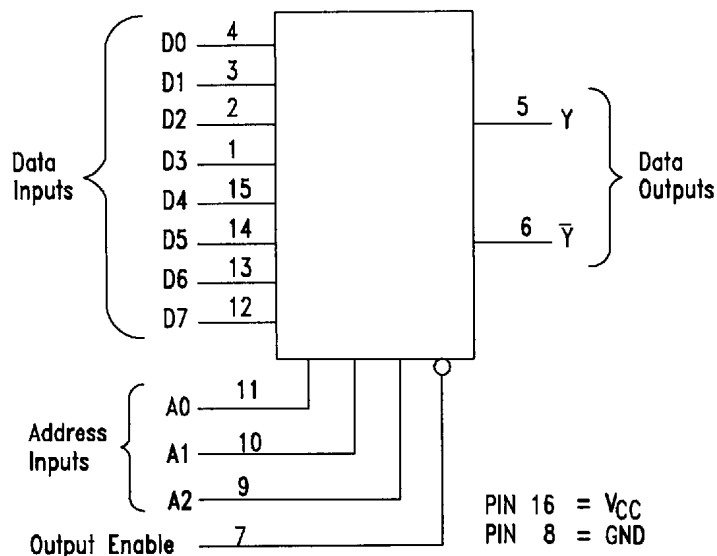 D0 4
D1 3
D2 2
D3 1
D4 15
D5 14
D6 13
D7 12
Data
Inputs
5 Y
6 Y̅
Data
Outputs
A0 11
A1 10
A2 9
Address
Inputs
Output Enable 7
PIN 16 = VCC
PIN 8 = GND